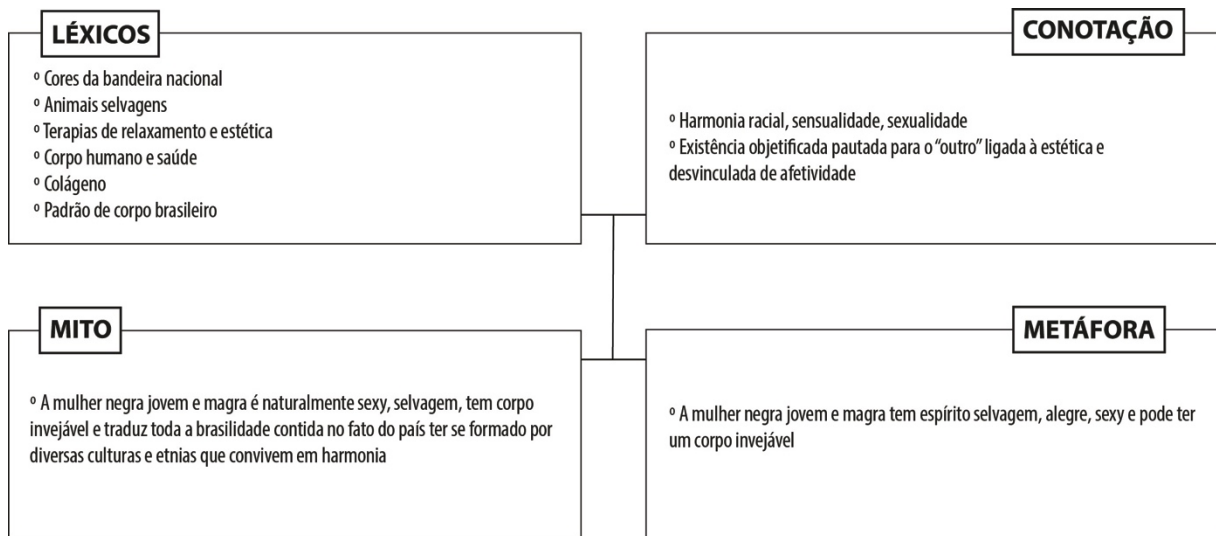 LÉXICOS
º Cores da bandeira nacional
º Animais selvagens
º Terapias de relaxamento e estética
º Corpo humano e saúde
º Colágeno
º Padrão de corpo brasileiro
CONOTAÇÃO
º Harmonia racial, sensualidade, sexualidade
º Existência objetificada pautada para o “outro” ligada à estética e
desvinculada de afetividade
MITO
º A mulher negra jovem e magra é naturalmente sexy, selvagem, tem corpo
invejável e traduz toda a brasilidade contida no fato do país ter se formado por
diversas culturas e etnias que convivem em harmonia
METÁFORA
º A mulher negra jovem e magra tem espírito selvagem, alegre, sexy e pode ter
um corpo invejável